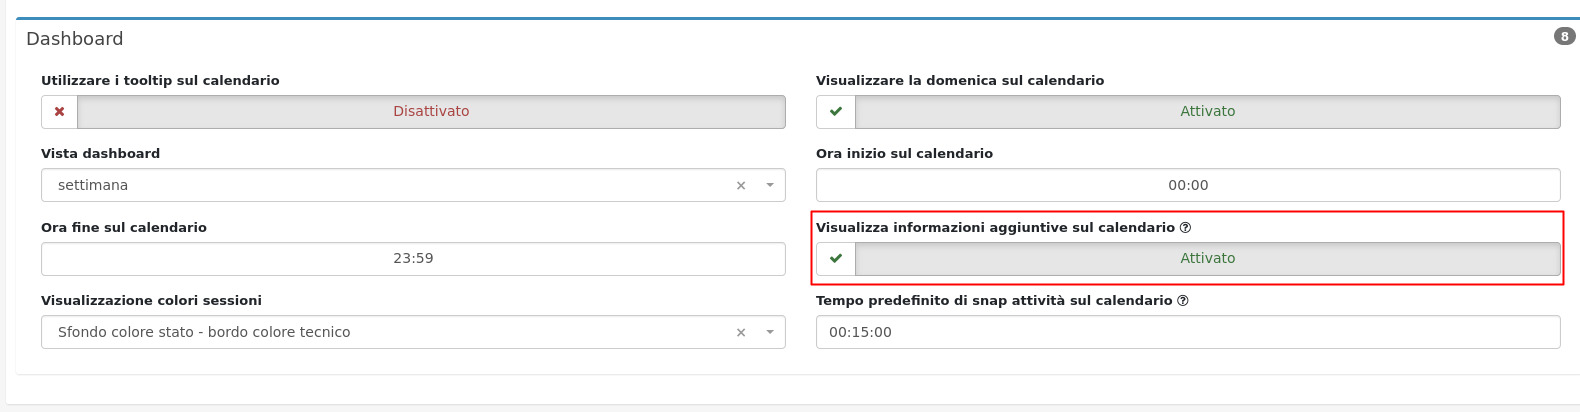 Dashboard
8
Utilizzare i tooltip sul calendario
Disattivato
Visualizzare la domenica sul calendario
Attivato
Vista dashboard
settimana
Ora inizio sul calendario
00:00
Ora fine sul calendario
23:59
Visualizza informazioni aggiuntive sul calendario
Attivato
Visualizzazione colori sessioni
Sfondo colore stato - bordo colore tecnico
Tempo predefinito di snap attività sul calendario
00:15:00